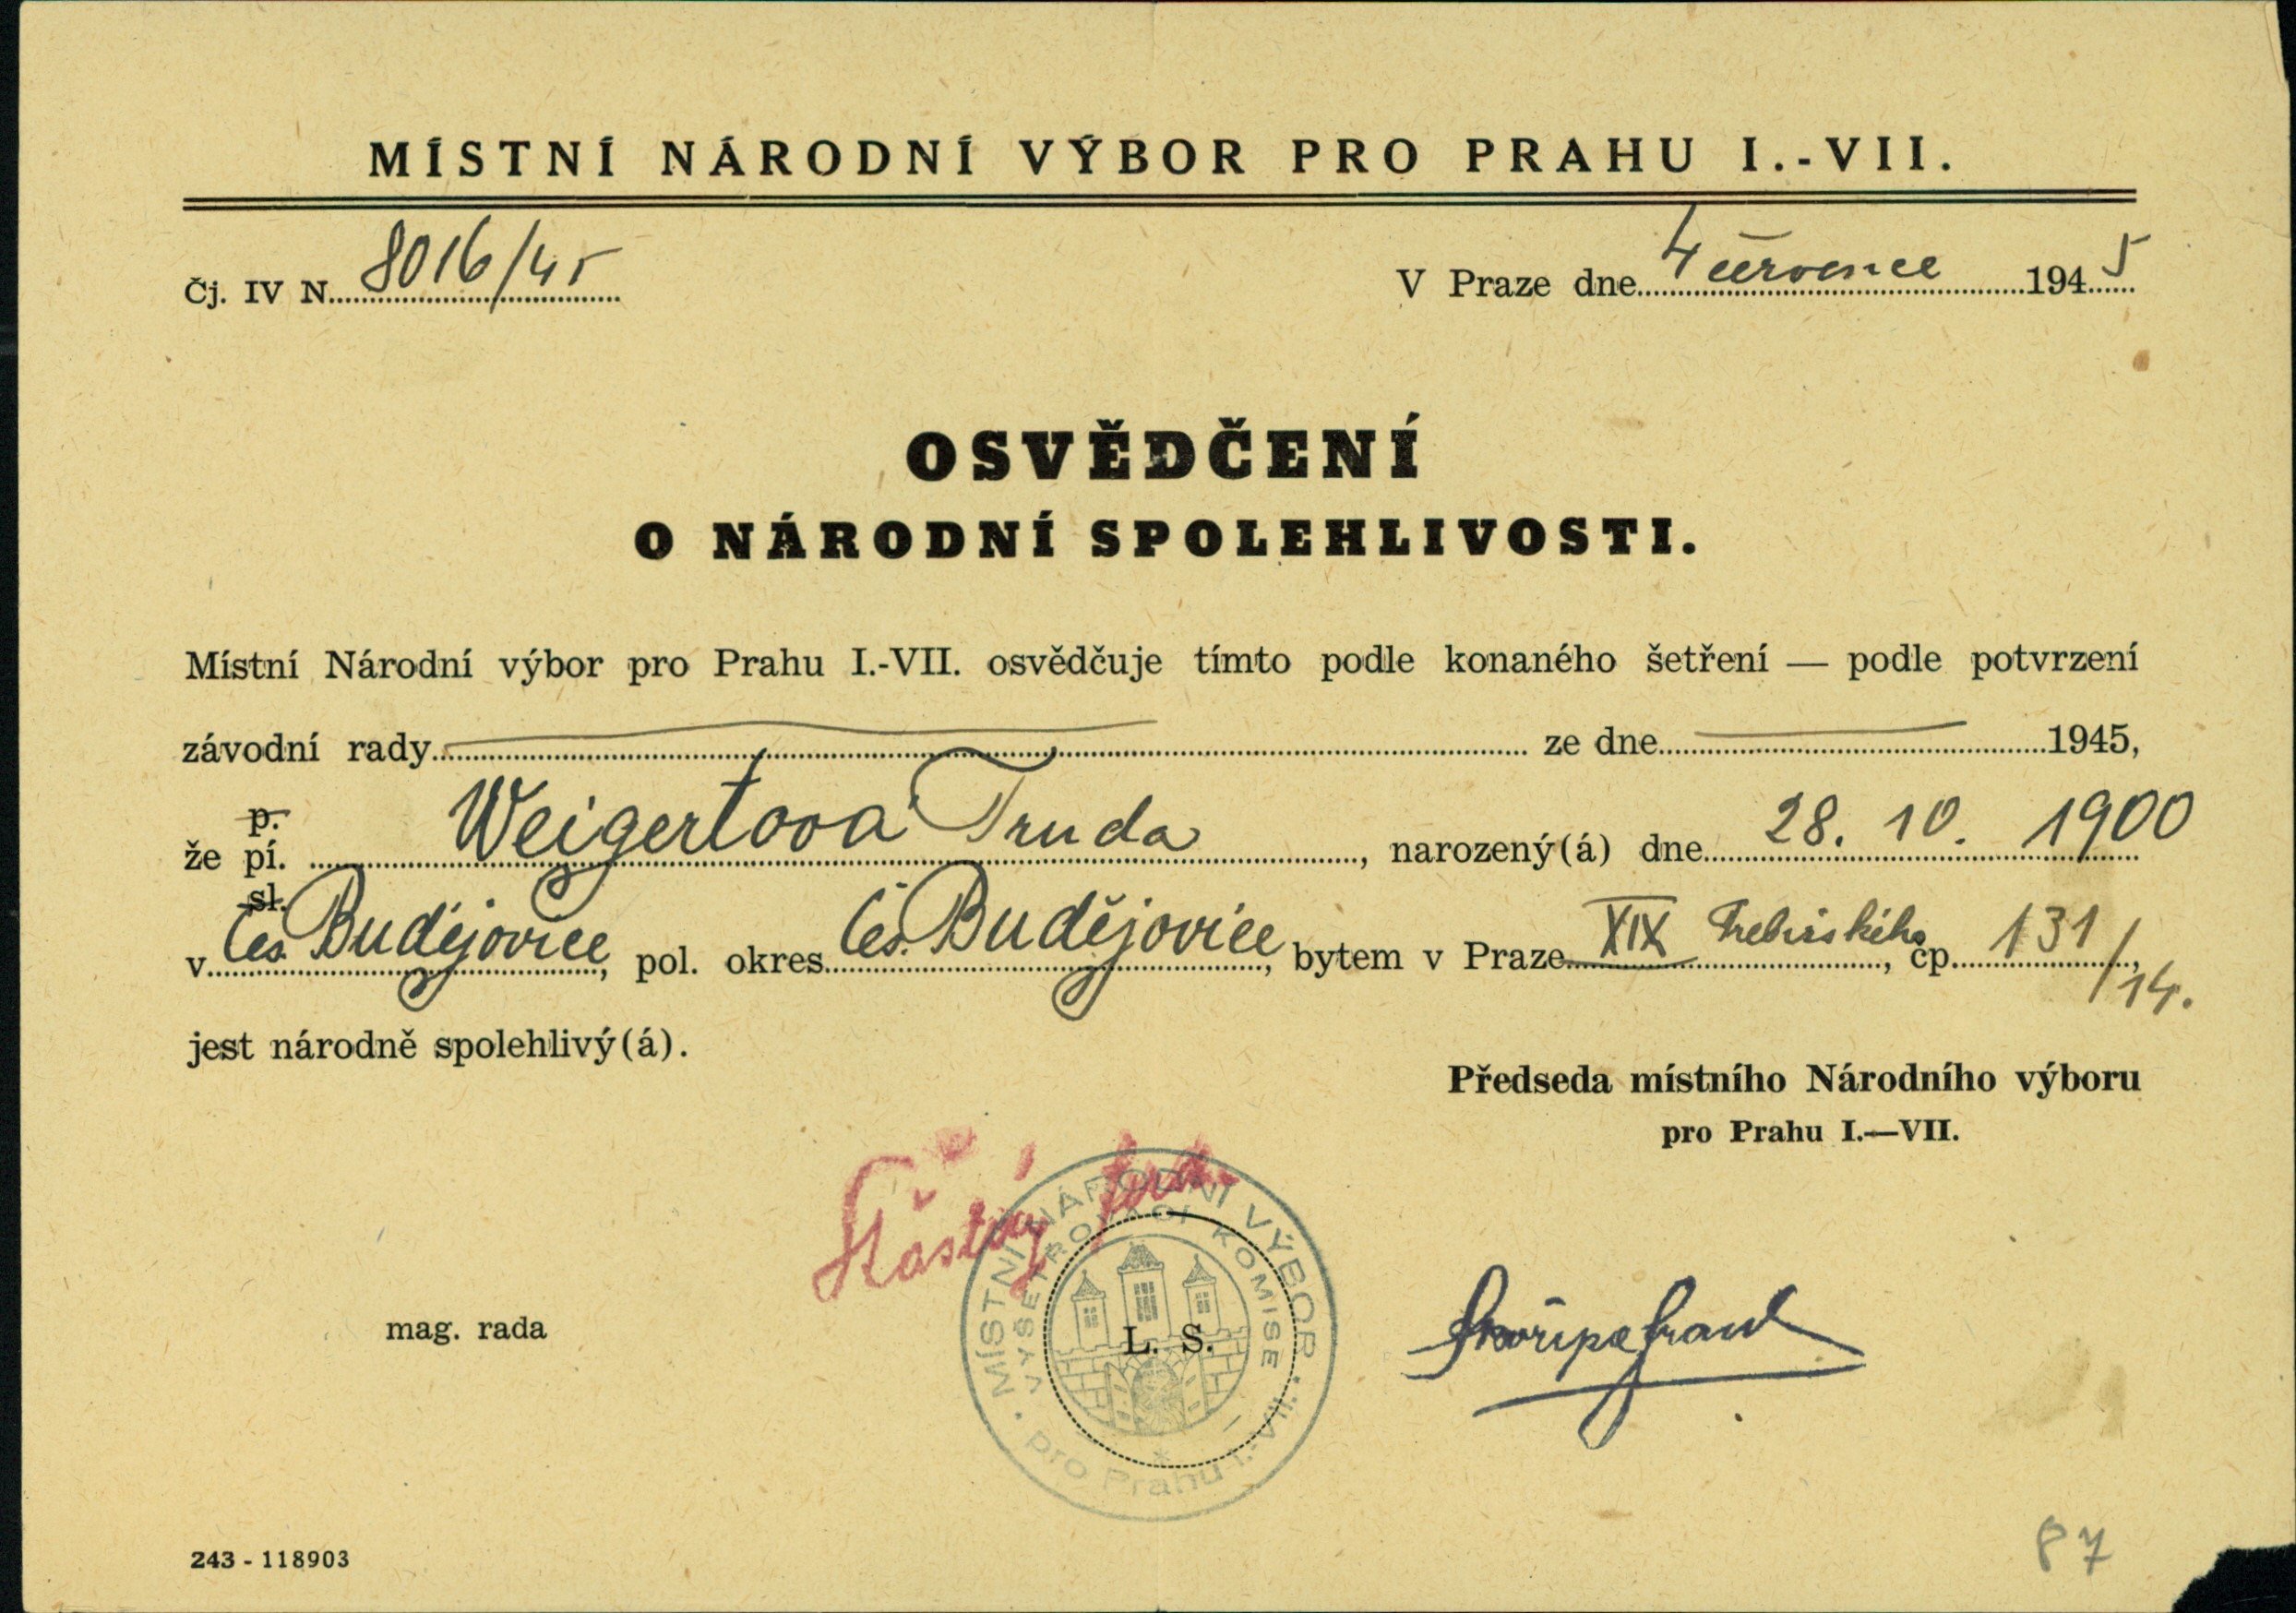 MÍSTNÍ NÁRODNÍ VÝBOR PRO PRAHU I.-VII.
Čj. IV N. 8016/45
V Praze dne 4 července 1945
OSVĚDČENÍ
O NÁRODNÍ SPOLEHLIVOSTI.
Místní Národní výbor pro Prahu I.-VII. osvědčuje tímto podle konaného šetření — podle potvrzení
závodní rady ze dne 1945,
p.
že pí. Weigertová Truda, narozený(á) dne 28. 10. 1900
sl.
v Čes. Budějovice, pol. okres Čes. Budějovice, bytem v Praze XIX , čp. 131/14.
jest národně spolehlivý(á).
Předseda místního Národního výboru
pro Prahu I.—VII.
Šťastný
MÍSTNÍ NÁRODNÍ VÝBOR
VYŠETŘOVACÍ KOMISE
pro Prahu I.-VII.
L. S.
mag. rada
243 - 118903
87